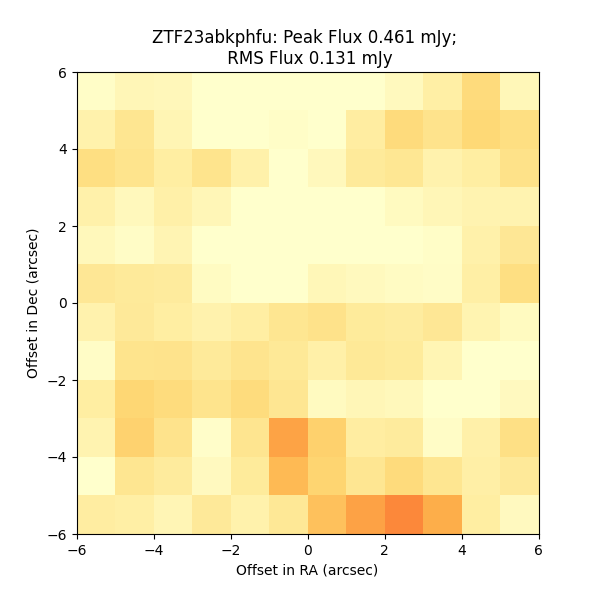 ZTF23abkphfu: Peak Flux 0.461 mJy;
RMS Flux 0.131 mJy
6
4
2
0
−2
−4
−6
Offset in Dec (arcsec)
−6 −4 −2 0 2 4 6
Offset in RA (arcsec)